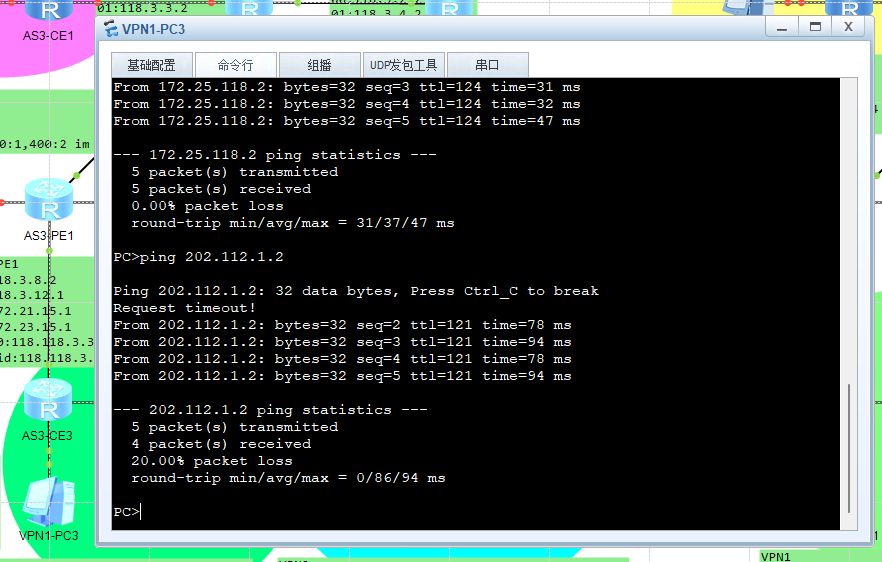 01:118.3.3.2
01:118.3.4.2
AS3-CE1
VPN1-PC3
基础配置 命令行 组播 UDP发包工具 串口
From 172.25.118.2: bytes=32 seq=3 ttl=124 time=31 ms
From 172.25.118.2: bytes=32 seq=4 ttl=124 time=32 ms
From 172.25.118.2: bytes=32 seq=5 ttl=124 time=47 ms
--- 172.25.118.2 ping statistics ---
5 packet(s) transmitted
5 packet(s) received
0.00% packet loss
round-trip min/avg/max = 31/37/47 ms
PC>ping 202.112.1.2
Ping 202.112.1.2: 32 data bytes, Press Ctrl_C to break
Request timeout!
From 202.112.1.2: bytes=32 seq=2 ttl=121 time=78 ms
From 202.112.1.2: bytes=32 seq=3 ttl=121 time=94 ms
From 202.112.1.2: bytes=32 seq=4 ttl=121 time=78 ms
From 202.112.1.2: bytes=32 seq=5 ttl=121 time=94 ms
--- 202.112.1.2 ping statistics ---
5 packet(s) transmitted
4 packet(s) received
20.00% packet loss
round-trip min/avg/max = 0/86/94 ms
PC>
0:1,400:2 im
R
AS3-PE1
PE1
18.3.8.2
18.3.12.1
72.21.15.1
72.23.15.1
0:118.118.3.3
id:118.118.3.
R
AS3-CE3
VPN1-PC3
VPN1